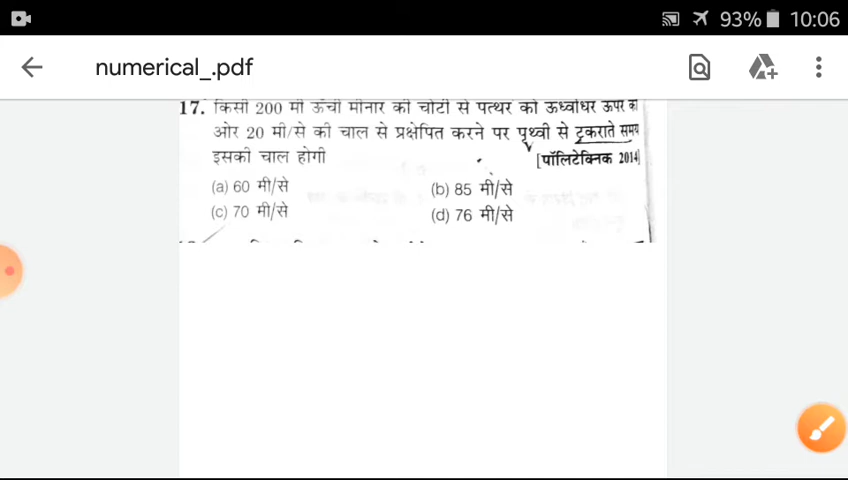 93% 10:06
numerical_.pdf
17. किसी 200 मी ऊँची मीनार की चोटी से पत्थर को ऊर्ध्वाधर ऊपर की
ओर 20 मी/से की चाल से प्रक्षेपित करने पर पृथ्वी से टकराते समय
इसकी चाल होगी [पॉलिटेक्निक 2014]
(a) 60 मी/से (b) 85 मी/से
(c) 70 मी/से (d) 76 मी/से